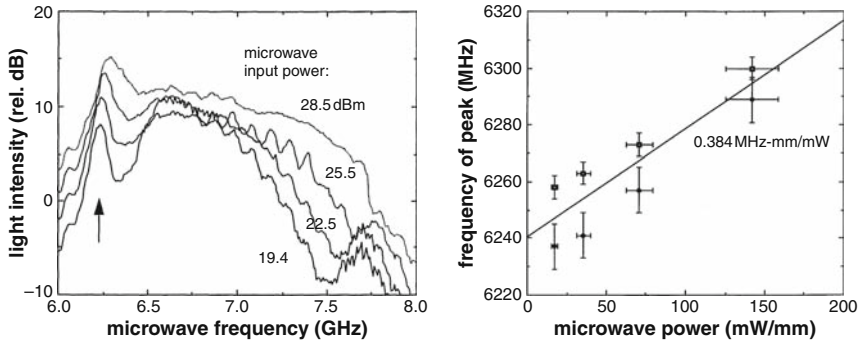 light intensity (rel. dB)
20
10
0
−10
microwave
input power:
28.5 dBm
25.5
22.5
19.4
6.0
6.5
7.0
7.5
8.0
microwave frequency (GHz)
frequency of peak (MHz)
6320
6300
6280
6260
6240
6220
0.384 MHz-mm/mW
0
50
100
150
200
microwave power (mW/mm)